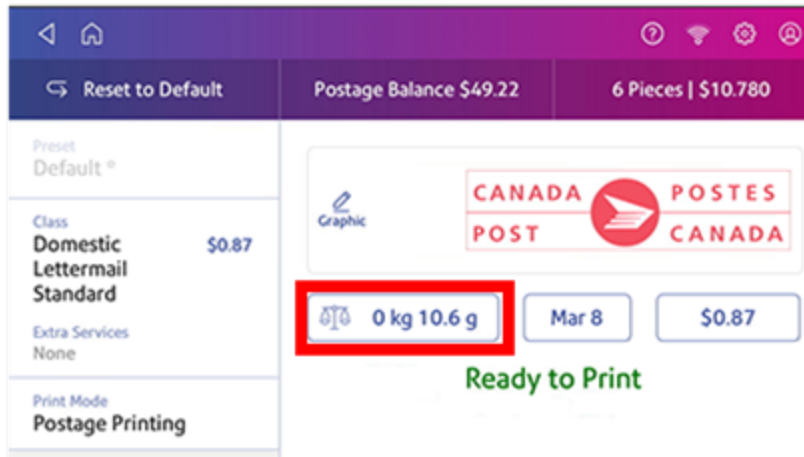 Reset to Default
Postage Balance $49.22
6 Pieces | $10.780
Preset
Default *
Class
Domestic $0.87
Lettermail
Standard
Extra Services
None
Print Mode
Postage Printing
Graphic
CANADA POSTES
POST CANADA
0 kg 10.6 g
Mar 8
$0.87
Ready to Print